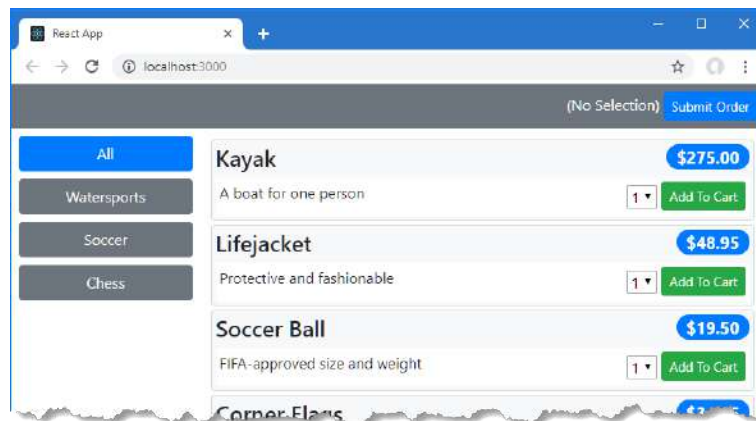 React App
localhost:3000
(No Selection) Submit Order
All
Watersports
Soccer
Chess
Kayak $275.00
A boat for one person 1 Add To Cart
Lifejacket $48.95
Protective and fashionable 1 Add To Cart
Soccer Ball $19.50
FIFA-approved size and weight 1 Add To Cart
Corner Flags